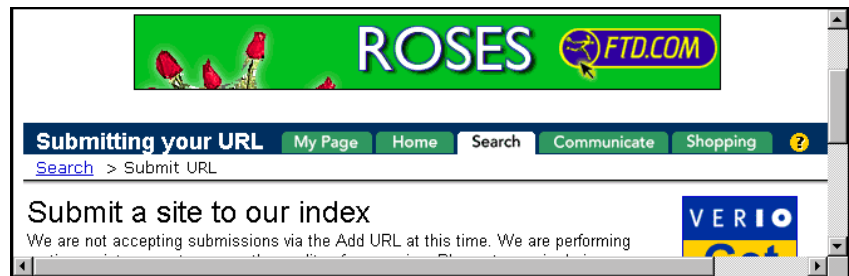 ROSES FTD.COM
Submitting your URL My Page Home Search Communicate Shopping ?
Search > Submit URL
Submit a site to our index
VERIO
We are not accepting submissions via the Add URL at this time. We are performing